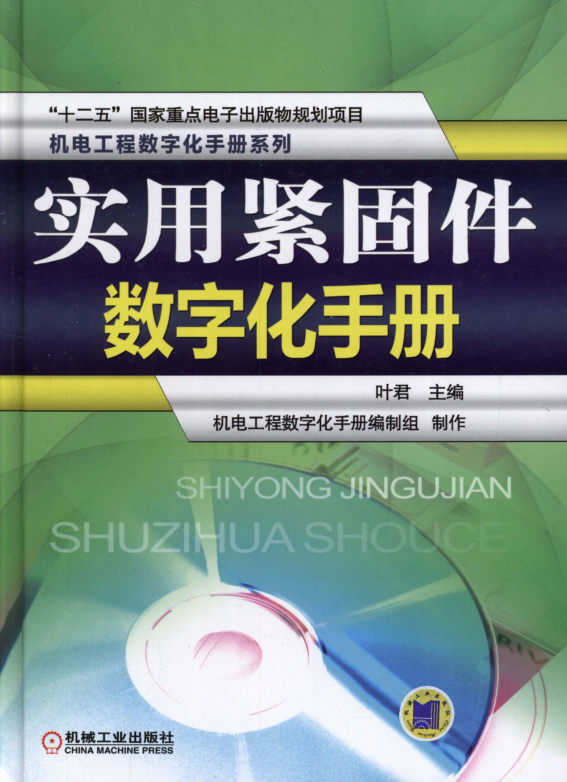 “十二五”国家重点电子出版物规划项目
机电工程数字化手册系列
实用紧固件
数字化手册
叶君 主编
机电工程数字化手册编制组 制作
SHIYONG JINGUJIAN
SHUZIHUA SHOUCE
机械工业出版社
CHINA MACHINE PRESS